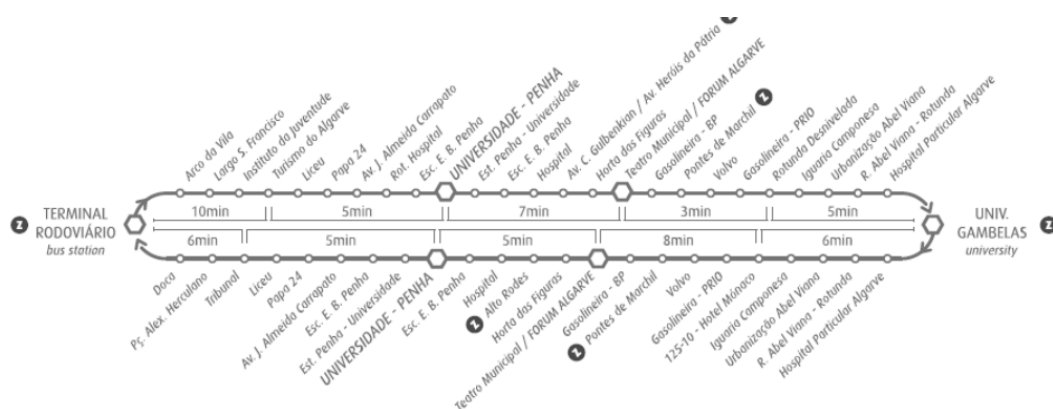 Arco da Vila
Largo S. Francisco
Instituto da Juventude
Turismo do Algarve
Liceu
Papa 24
Av. J. Almeida Carrapato
Rot. Hospital
Esc. E. B. Penha
UNIVERSIDADE - PENHA
Est. Penha - Universidade
Esc. E. B. Penha
Hospital
Av. C. Gulbenkian / Av. Heróis da Pátria
Horta das Figuras
Teatro Municipal / FORUM ALGARVE
Gasolineira - BP
Pontes de Marchil Z
Volvo
Gasolineira - PRIO
Rotunda Desnivelada
Iguaria Camponesa
Urbanização Abel Viana
R. Abel Viana - Rotunda
Hospital Particular Algarve
Z TERMINAL
RODOVIÁRIO
bus station
10min 5min 7min 3min 5min
6min 5min 5min 8min 6min
UNIV. Z
GAMBELAS
university
Doca
Pç. Alex. Herculano
Tribunal
Liceu
Papa 24
Av. J. Almeida Carrapato
Esc. E. B. Penha
Est. Penha - Universidade
UNIVERSIDADE - PENHA
Esc. E. B. Penha
Hospital
Z Alto Rodes
Horta das Figuras
Teatro Municipal / FORUM ALGARVE
Gasolineira - BP
Z Pontes de Marchil
Volvo
Gasolineira - PRIO
125-10 - Hotel Mónaco
Iguaria Camponesa
Urbanização Abel Viana
R. Abel Viana - Rotunda
Hospital Particular Algarve